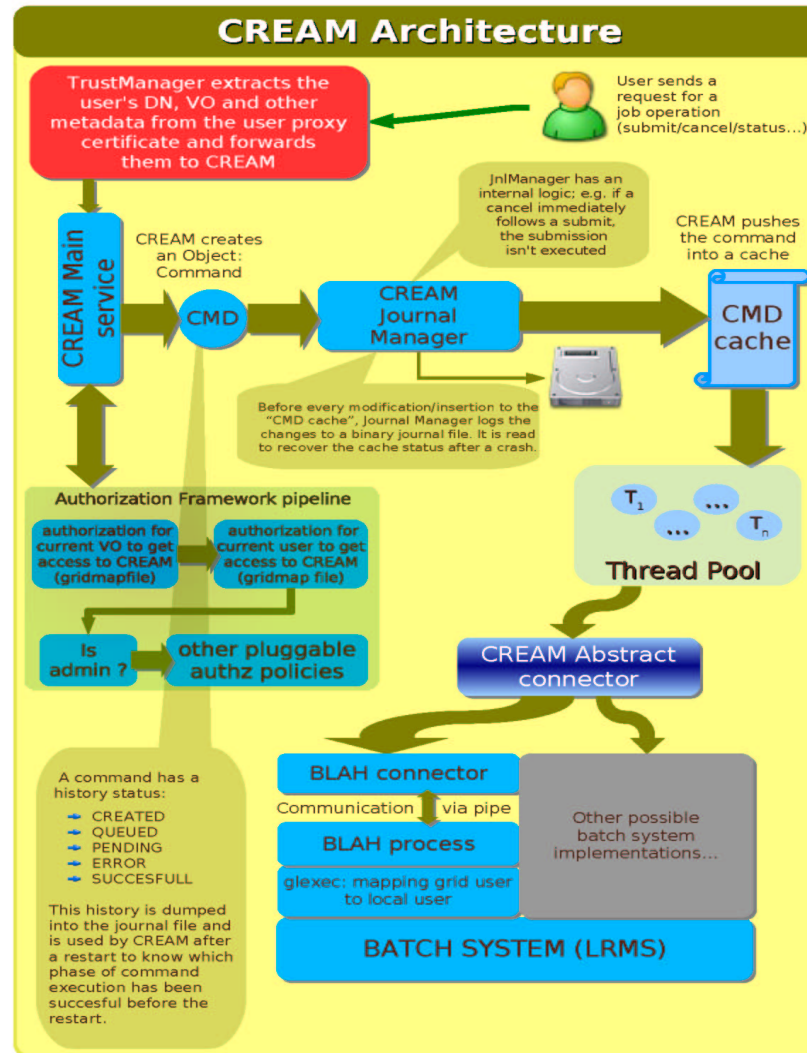 CREAM Architecture
TrustManager extracts the
user's DN, VO and other
metadata from the user proxy
certificate and forwards
them to CREAM
User sends a
request for a
job operation
(submit/cancel/status...)
JnlManager has an
internal logic; e.g. if a
cancel immediately
follows a submit,
the submission
isn't executed
CREAM pushes
the command
into a cache
CREAM Main
service
CREAM creates
an Object:
Command
CMD
CREAM
Journal
Manager
CMD
cache
Before every modification/insertion to the
“CMD cache”, Journal Manager logs the
changes to a binary journal file. It is read
to recover the cache status after a crash.
Authorization Framework pipeline
authorization for
current VO to get
access to CREAM
(gridmapfile)
authorization for
current user to get
access to CREAM
(gridmap file)
Is
admin ?
other pluggable
authz policies
T1
...
...
Tn
Thread Pool
CREAM Abstract
connector
BLAH connector
Communication via pipe
BLAH process
glexec: mapping grid user
to local user
Other possible
batch system
implementations...
BATCH SYSTEM (LRMS)
A command has a
history status:
CREATED
QUEUED
PENDING
ERROR
SUCCESFULL
This history is dumped
into the journal file and
is used by CREAM after
a restart to know which
phase of command
execution has been
succesful before the
restart.